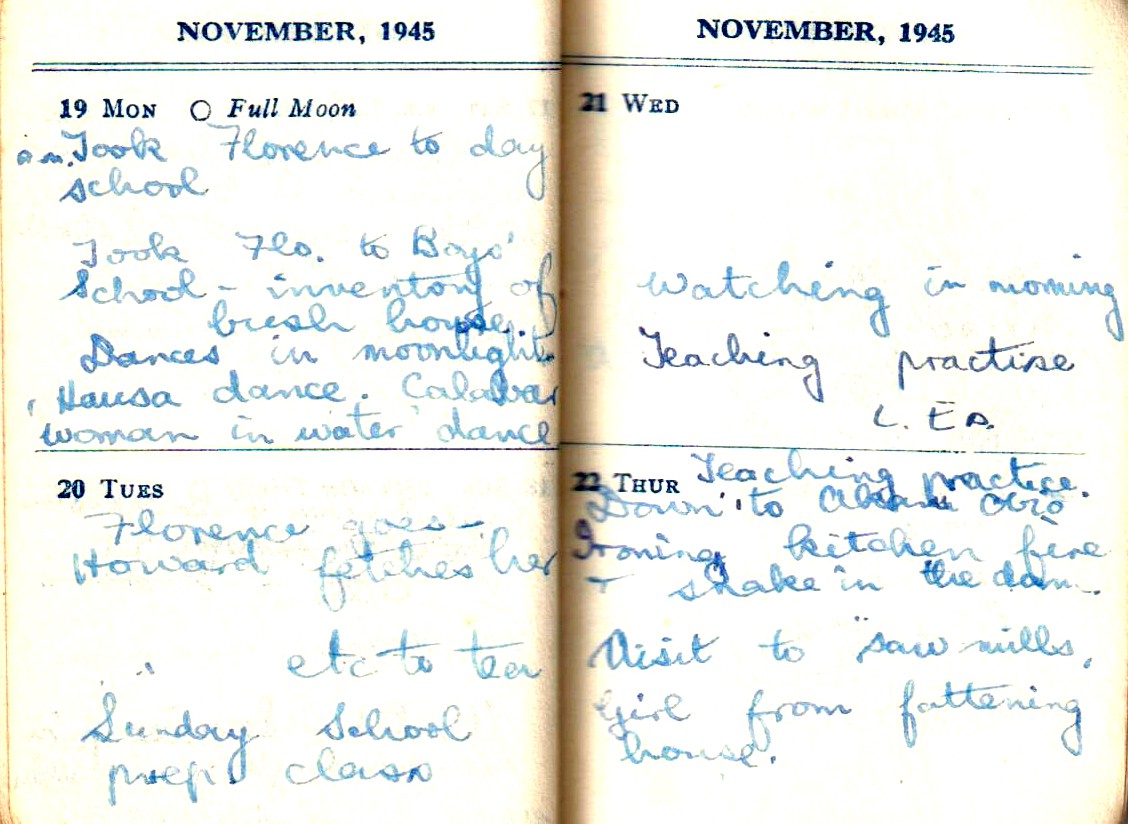 NOVEMBER, 1945
19 MON Full Moon
a.m. Took Florence to day
school
Took Flo. to Boys'
School - inventory of
bush house.
Dances in moonlight.
Hausa dance. Calabar
'woman in water' dance
20 TUES
Florence goes -
Howard fetches her
etc to tea
Sunday School
prep. class
NOVEMBER, 1945
21 WED
Watching in morning
Teaching practise
L. E.
22 THUR Teaching practice.
Down to Obio
Ironing, kitchen fire
+ snake in the dam.
Visit to saw mills,
Girl from fattening
house.